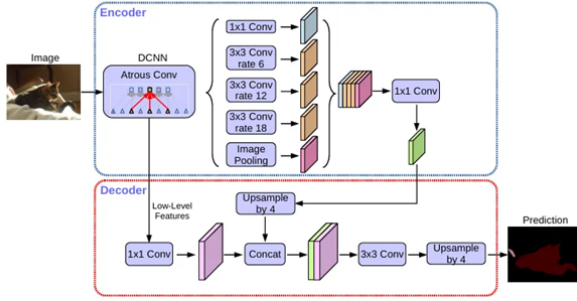 Encoder
Image
DCNN
Atrous Conv
1x1 Conv
3x3 Conv
rate 6
3x3 Conv
rate 12
3x3 Conv
rate 18
Image
Pooling
1x1 Conv
Decoder
Low-Level
Features
Upsample
by 4
1x1 Conv
Concat
3x3 Conv
Upsample
by 4
Prediction